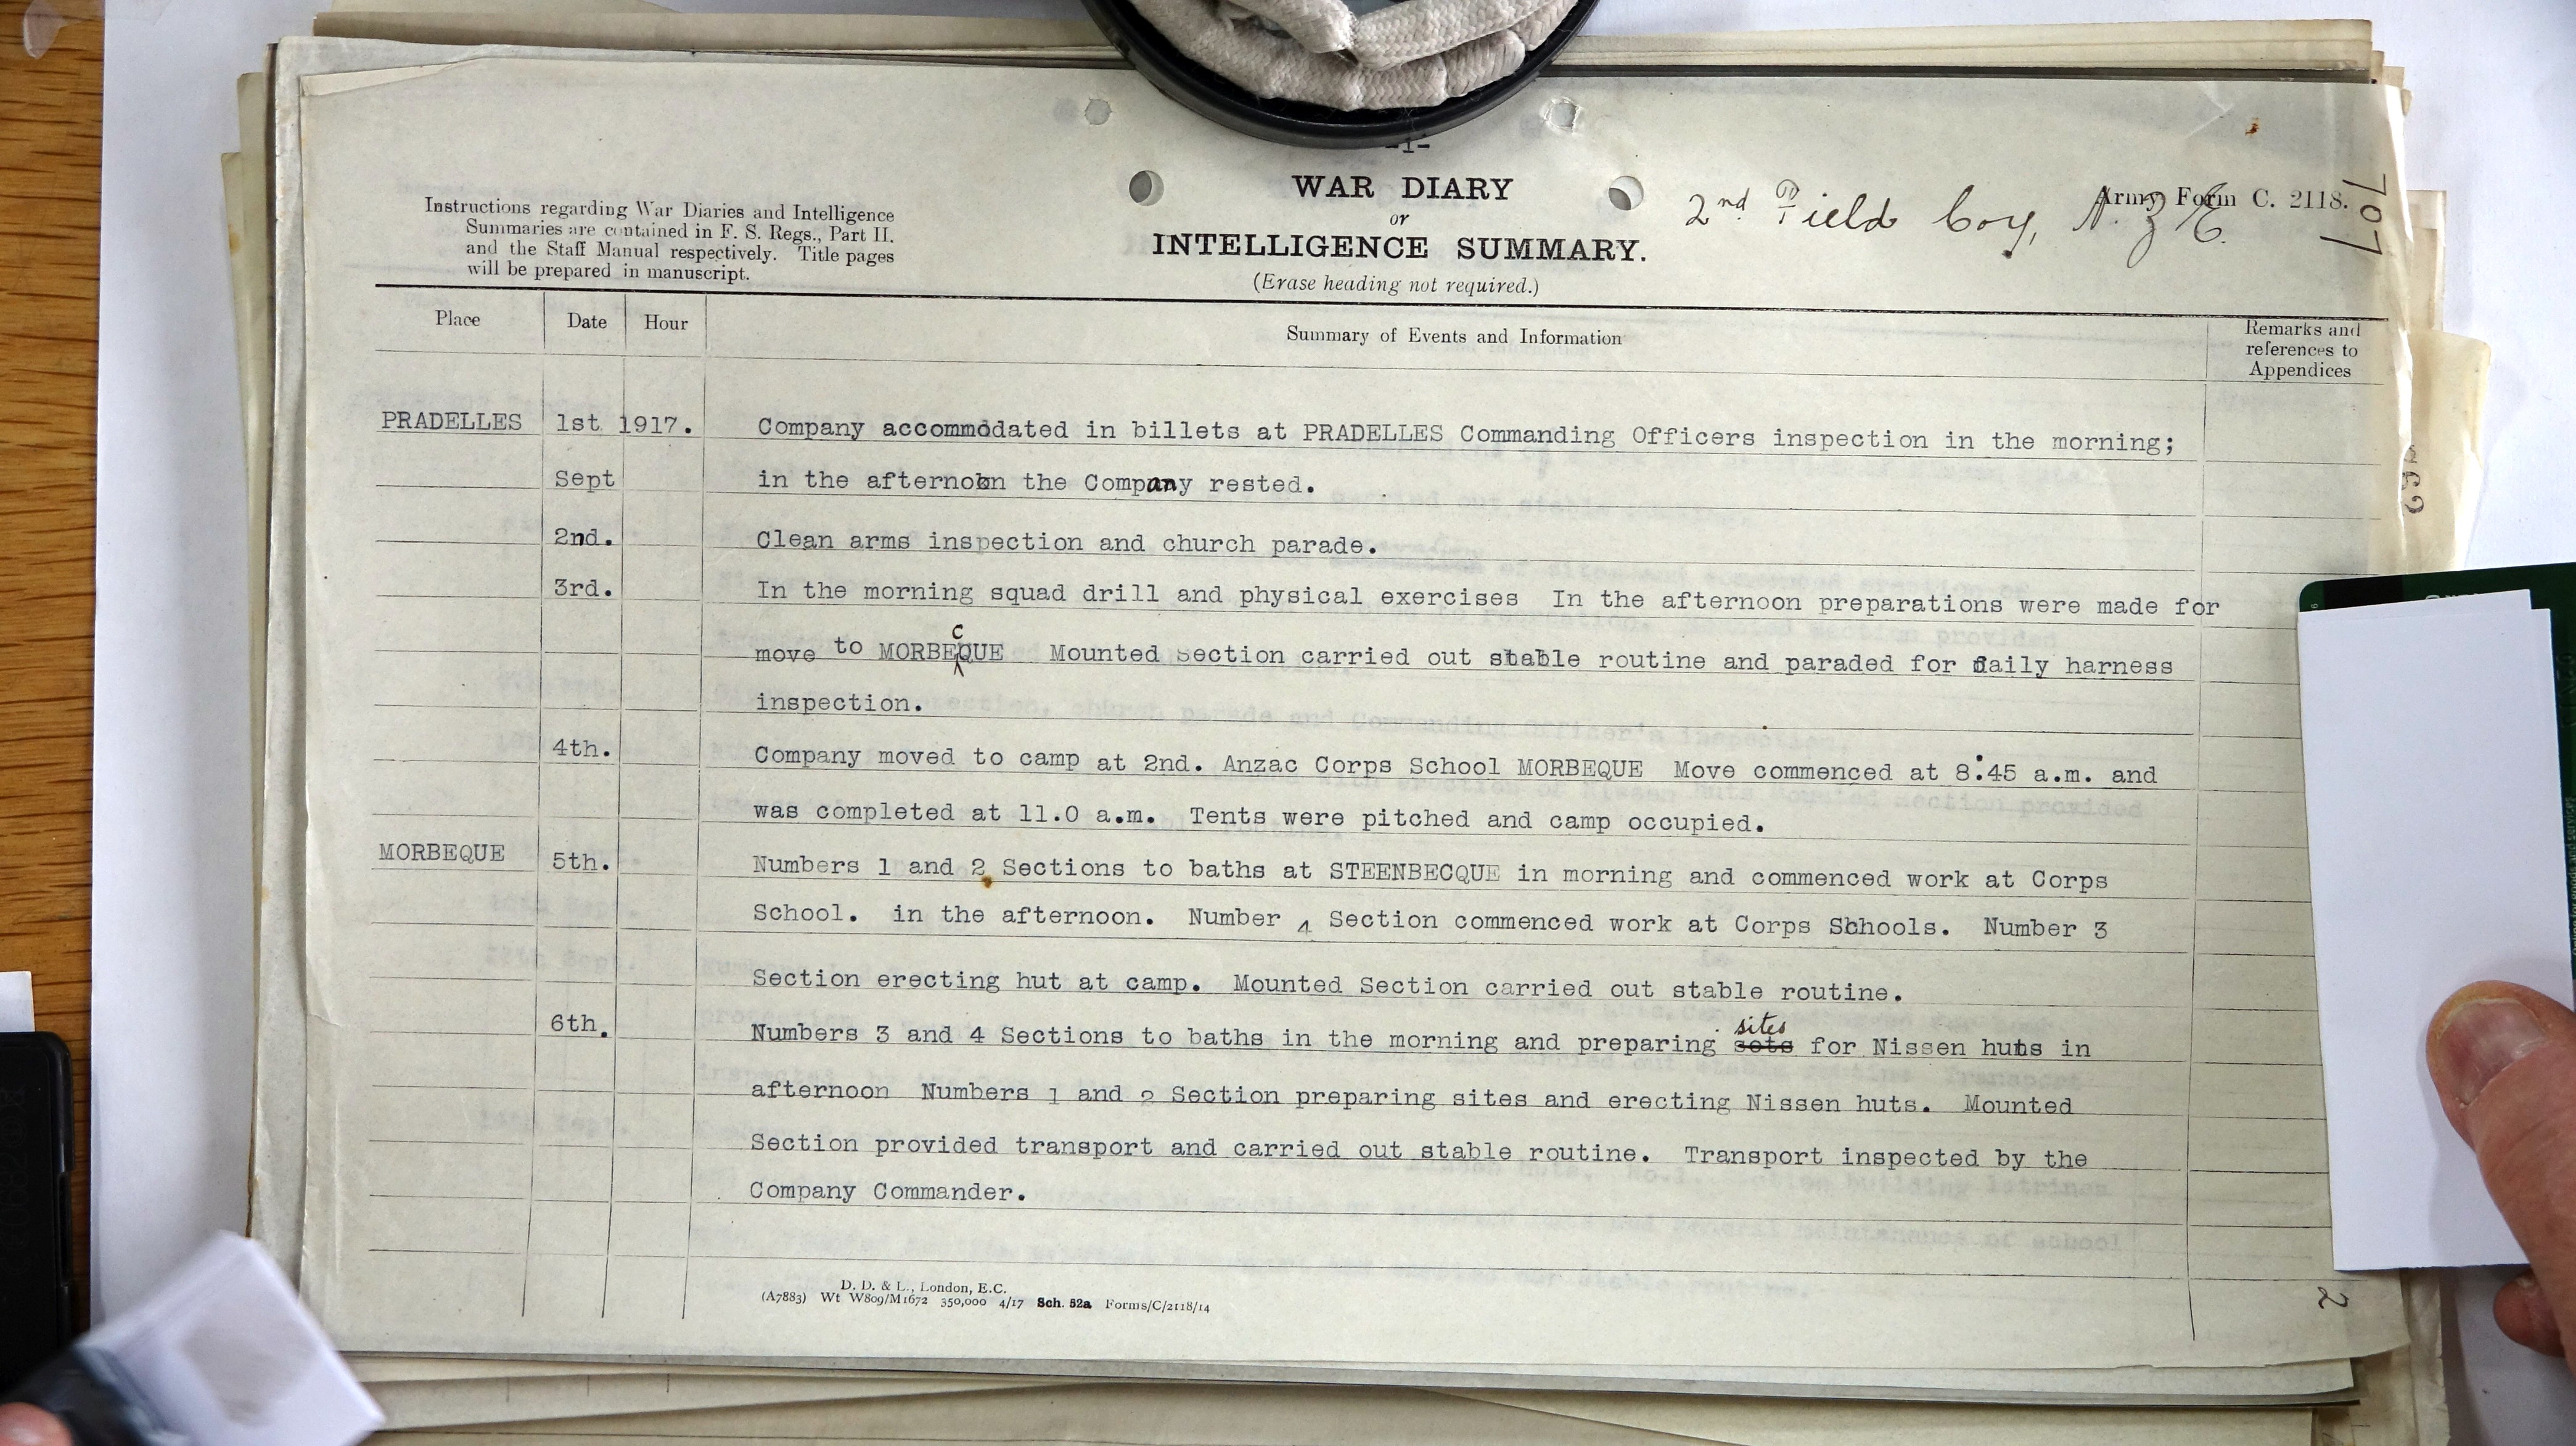 -1-
WAR DIARY
or
INTELLIGENCE SUMMARY.
(Erase heading not required.)
Instructions regarding War Diaries and Intelligence
Summaries are contained in F. S. Regs., Part II.
and the Staff Manual respectively. Title pages
will be prepared in manuscript.
Army Form C. 2118.
2nd Field Coy, N.Z.E.
707
Place Date Hour Summary of Events and Information Remarks and
references to
Appendices
PRADELLES 1st 1917. Company accommodated in billets at PRADELLES Commanding Officers inspection in the morning;
Sept in the afternoon the Company rested.
2nd. Clean arms inspection and church parade.
3rd. In the morning squad drill and physical exercises In the afternoon preparations were made for
move to MORBECQUE Mounted Section carried out stable routine and paraded for daily harness
inspection.
4th. Company moved to camp at 2nd. Anzac Corps School MORBEQUE Move commenced at 8:45 a.m. and
was completed at 11.0 a.m. Tents were pitched and camp occupied.
MORBEQUE 5th. Numbers 1 and 2 Sections to baths at STEENBECQUE in morning and commenced work at Corps
School. in the afternoon. Number 4 Section commenced work at Corps Schools. Number 3
Section erecting hut at camp. Mounted Section carried out stable routine.
6th. Numbers 3 and 4 Sections to baths in the morning and preparing sites for Nissen huts in
afternoon Numbers 1 and 2 Section preparing sites and erecting Nissen huts. Mounted
Section provided transport and carried out stable routine. Transport inspected by the
Company Commander.
D. D. & L., London, E.C.
(A7883) Wt W809/M1672 350,000 4/17 Sch. 52a Forms/C/2118/14
2